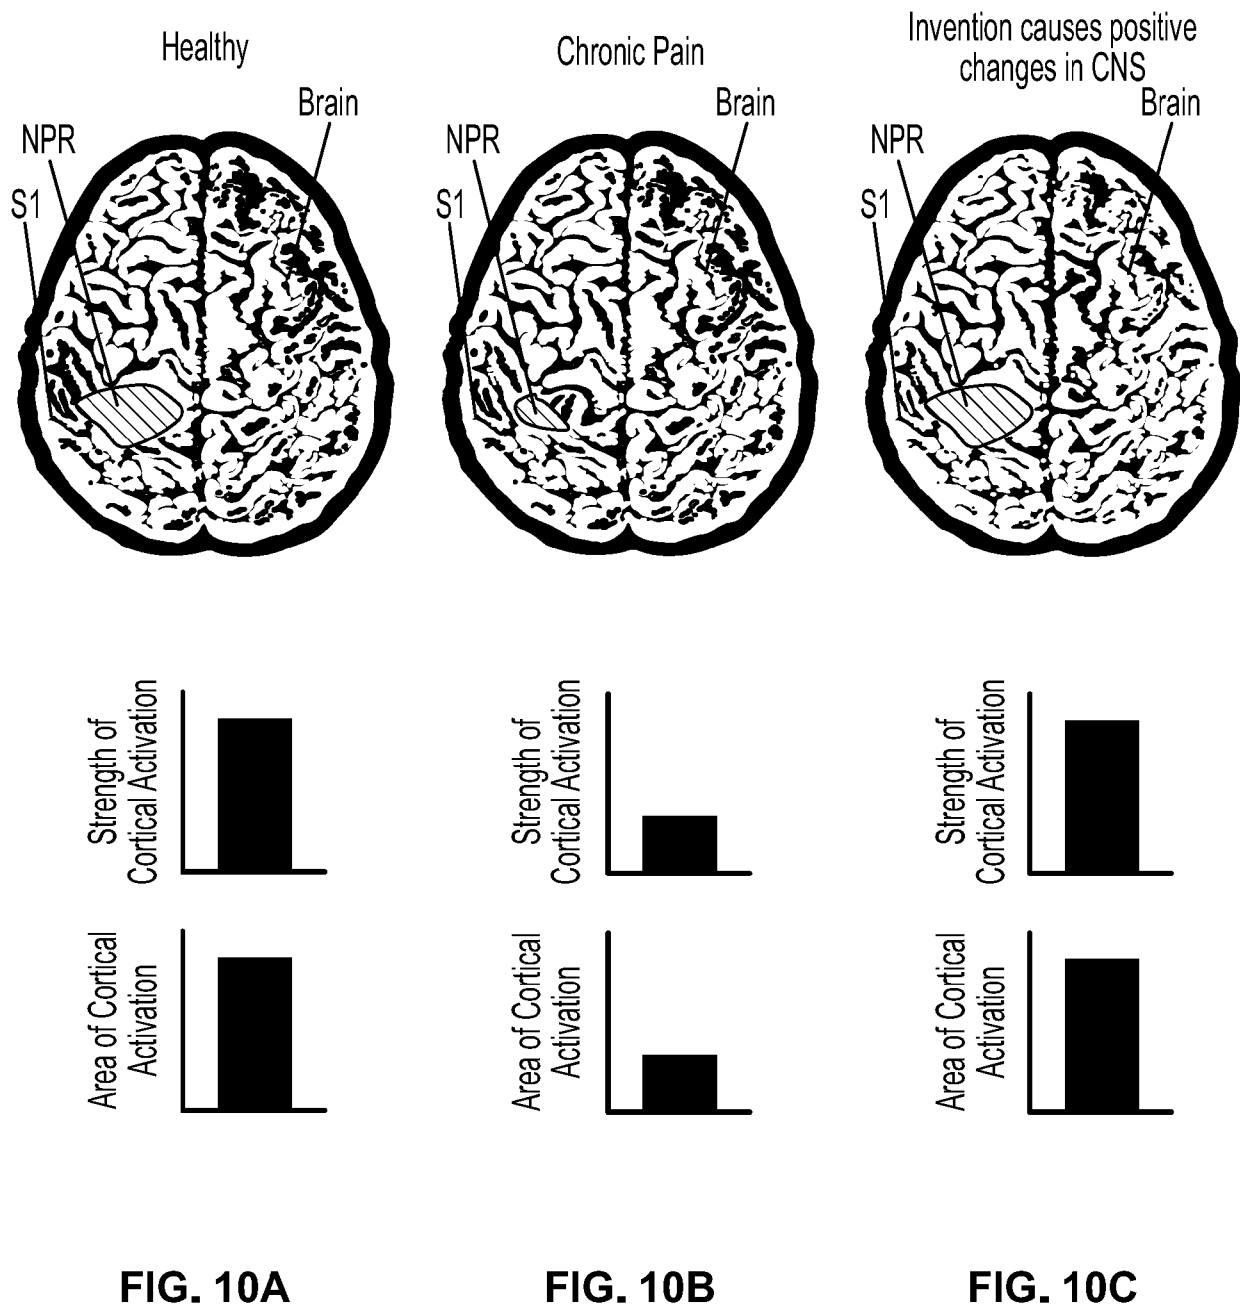 Healthy
Brain
NPR
S1
Strength of
Cortical Activation
Area of Cortical
Activation
FIG. 10A
Chronic Pain
Brain
NPR
S1
Strength of
Cortical Activation
Area of Cortical
Activation
FIG. 10B
Invention causes positive
changes in CNS
Brain
NPR
S1
Strength of
Cortical Activation
Area of Cortical
Activation
FIG. 10C